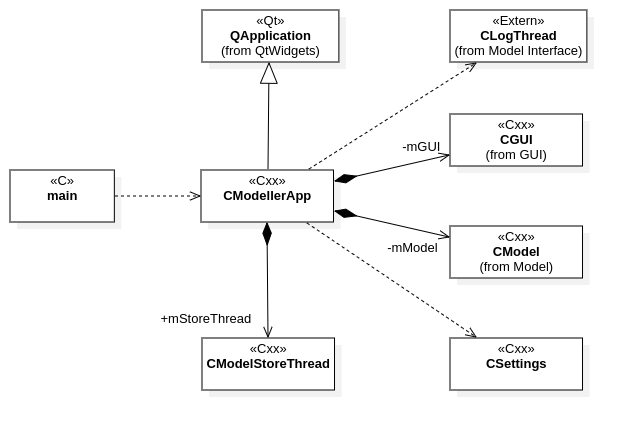 «Qt»
QApplication
(from QtWidgets)
«Extern»
CLogThread
(from Model Interface)
«Cxx»
CGUI
(from GUI)
-mGUI
«C»
main
«Cxx»
CModellerApp
«Cxx»
CModel
(from Model)
-mModel
+mStoreThread
«Cxx»
CModelStoreThread
«Cxx»
CSettings